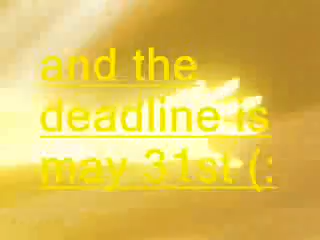 and the
deadline is
may 31st (: